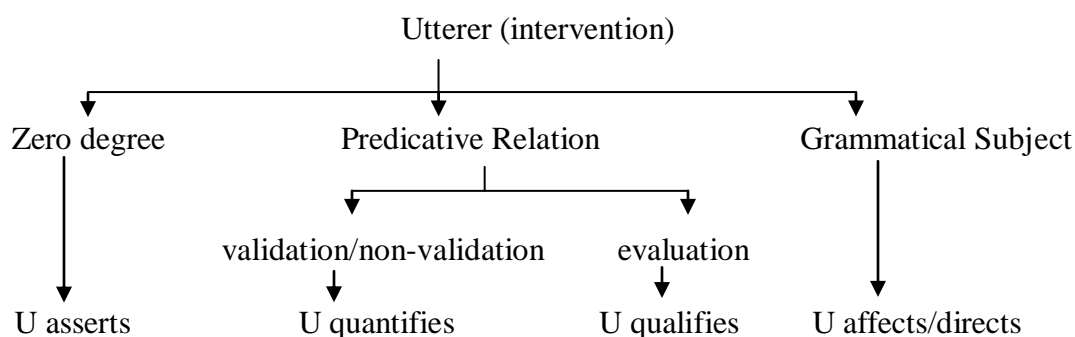 Utterer (intervention)
Zero degree Predicative Relation Grammatical Subject
validation/non-validation evaluation
U asserts U quantifies U qualifies U affects/directs